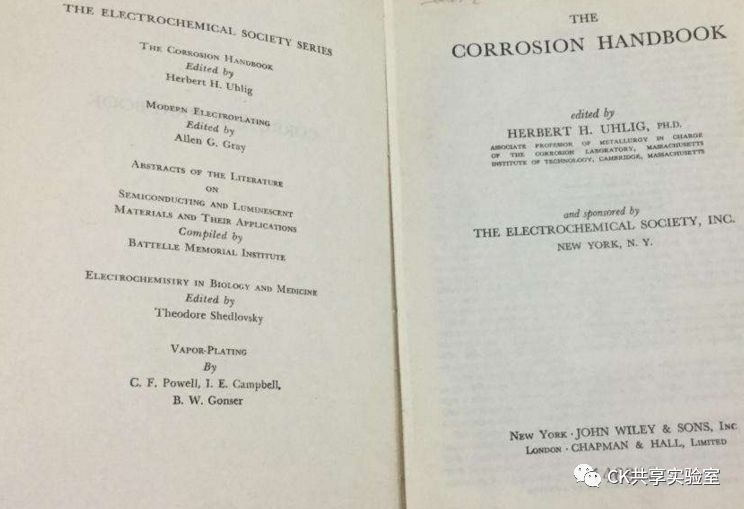 THE ELECTROCHEMICAL SOCIETY SERIES
THE CORROSION HANDBOOK
Edited by
Herbert H. Uhlig
MODERN ELECTROPLATING
Edited by
Allen G. Gray
ABSTRACTS OF THE LITERATURE
ON
SEMICONDUCTING AND LUMINESCENT
MATERIALS AND THEIR APPLICATIONS
Compiled by
BATTELLE MEMORIAL INSTITUTE
ELECTROCHEMISTRY IN BIOLOGY AND MEDICINE
Edited by
Theodore Shedlovsky
VAPOR-PLATING
By
C. F. Powell, I. E. Campbell,
B. W. Gonser
THE
CORROSION HANDBOOK
edited by
HERBERT H. UHLIG, PH.D.
ASSOCIATE PROFESSOR OF METALLURGY IN CHARGE
OF THE CORROSION LABORATORY, MASSACHUSETTS
INSTITUTE OF TECHNOLOGY, CAMBRIDGE, MASSACHUSETTS
and sponsored by
THE ELECTROCHEMICAL SOCIETY, INC.
NEW YORK, N. Y.
NEW YORK · JOHN WILEY & SONS, INC
LONDON · CHAPMAN & HALL, LIMITED
CK共享实验室